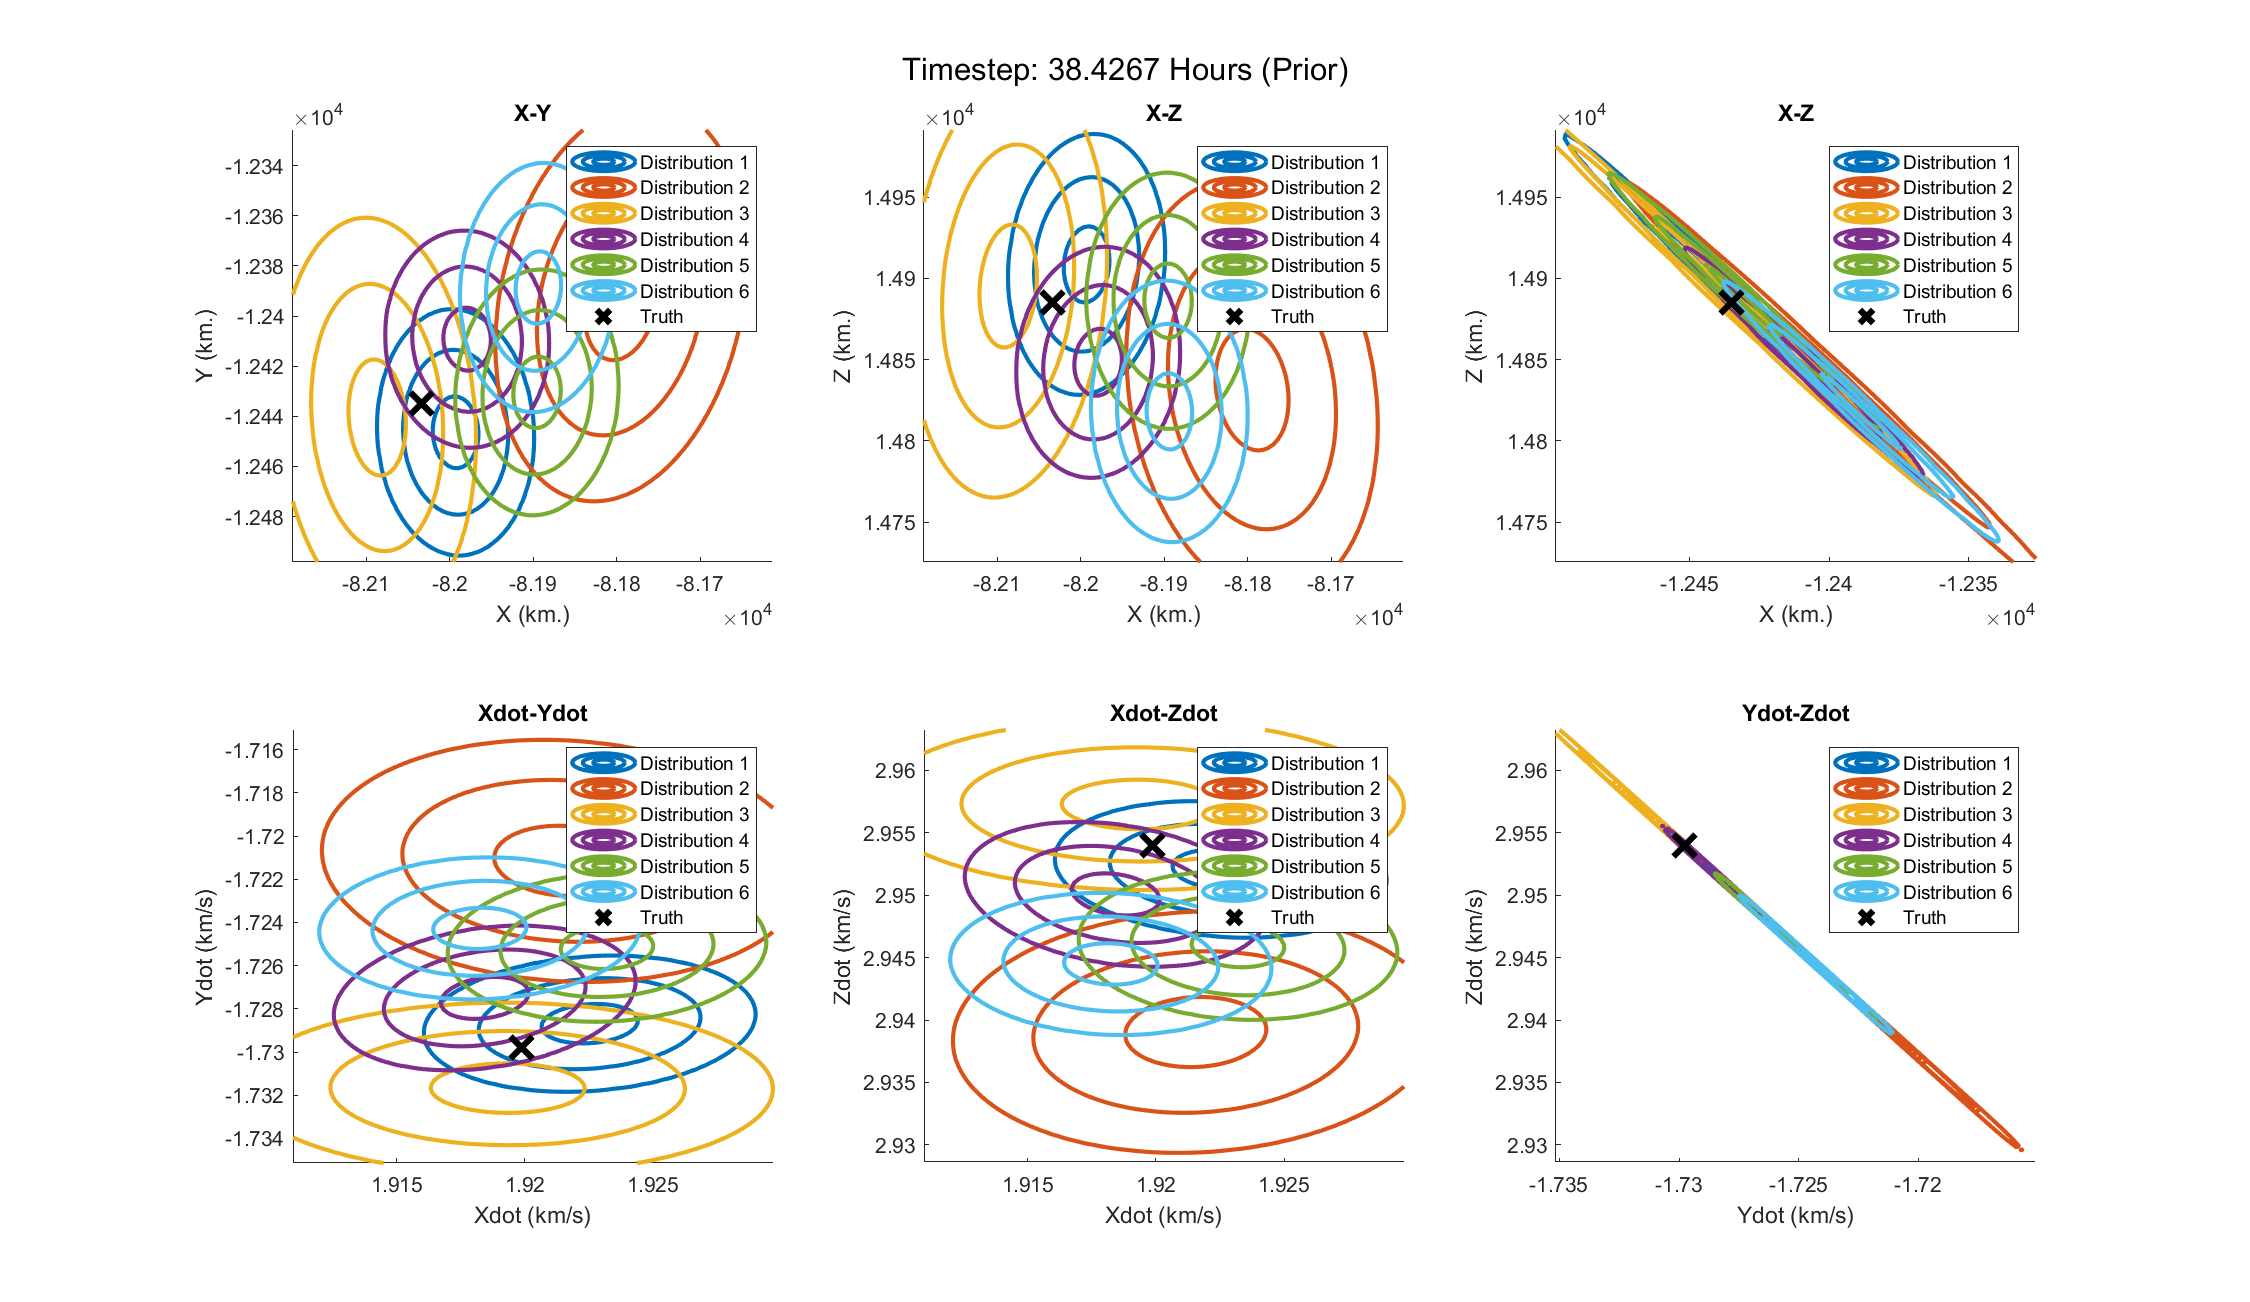 Timestep: 38.4267 Hours (Prior)
X-Y
×10^4
-1.234
-1.236
-1.238
-1.24
-1.242
-1.244
-1.246
-1.248
Y (km.)
-8.21
-8.2
-8.19
-8.18
-8.17
X (km.)
×10^4
Distribution 1
Distribution 2
Distribution 3
Distribution 4
Distribution 5
Distribution 6
Truth
X-Z
×10^4
1.495
1.49
1.485
1.48
1.475
Z (km.)
-8.21
-8.2
-8.19
-8.18
-8.17
X (km.)
×10^4
Distribution 1
Distribution 2
Distribution 3
Distribution 4
Distribution 5
Distribution 6
Truth
X-Z
×10^4
1.495
1.49
1.485
1.48
1.475
Z (km.)
-1.245
-1.24
-1.235
X (km.)
×10^4
Distribution 1
Distribution 2
Distribution 3
Distribution 4
Distribution 5
Distribution 6
Truth
Xdot-Ydot
-1.716
-1.718
-1.72
-1.722
-1.724
-1.726
-1.728
-1.73
-1.732
-1.734
Ydot (km/s)
1.915
1.92
1.925
Xdot (km/s)
Distribution 1
Distribution 2
Distribution 3
Distribution 4
Distribution 5
Distribution 6
Truth
Xdot-Zdot
2.96
2.955
2.95
2.945
2.94
2.935
2.93
Zdot (km/s)
1.915
1.92
1.925
Xdot (km/s)
Distribution 1
Distribution 2
Distribution 3
Distribution 4
Distribution 5
Distribution 6
Truth
Ydot-Zdot
2.96
2.955
2.95
2.945
2.94
2.935
2.93
Zdot (km/s)
-1.735
-1.73
-1.725
-1.72
Ydot (km/s)
Distribution 1
Distribution 2
Distribution 3
Distribution 4
Distribution 5
Distribution 6
Truth